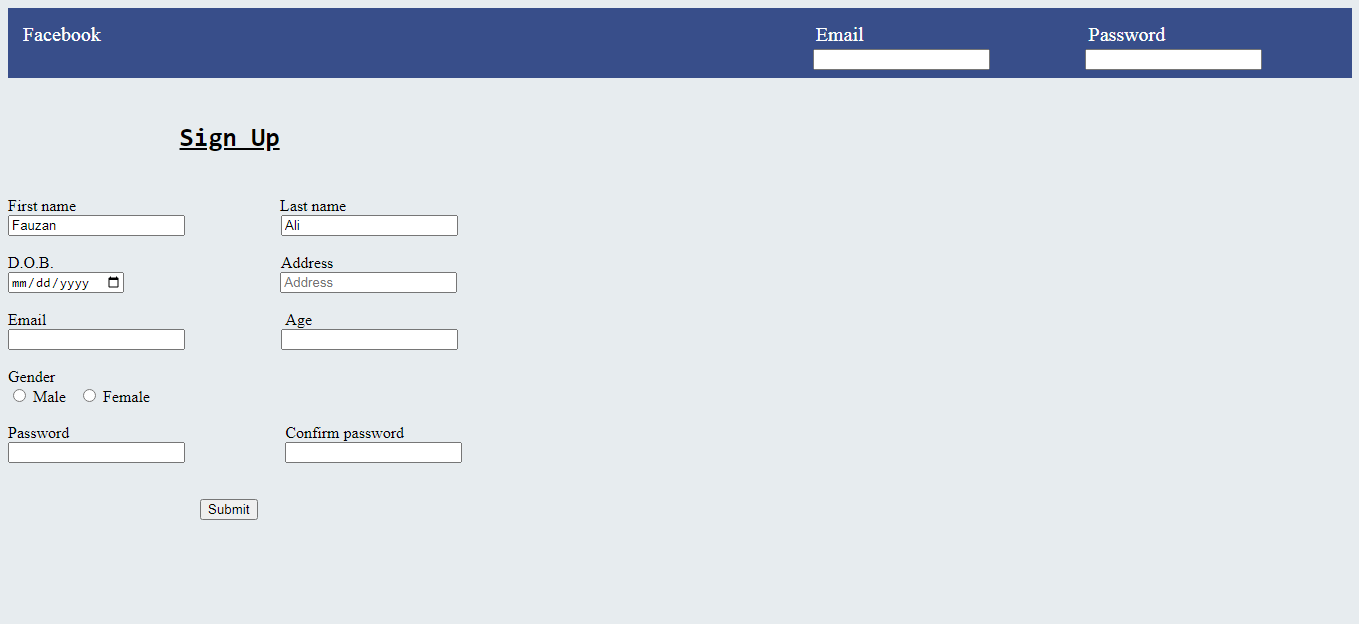 Facebook Email Password
Sign Up
First name Last name
Fauzan Ali
D.O.B. Address
mm/dd/yyyy Address
Email Age
Gender
Male Female
Password Confirm password
Submit